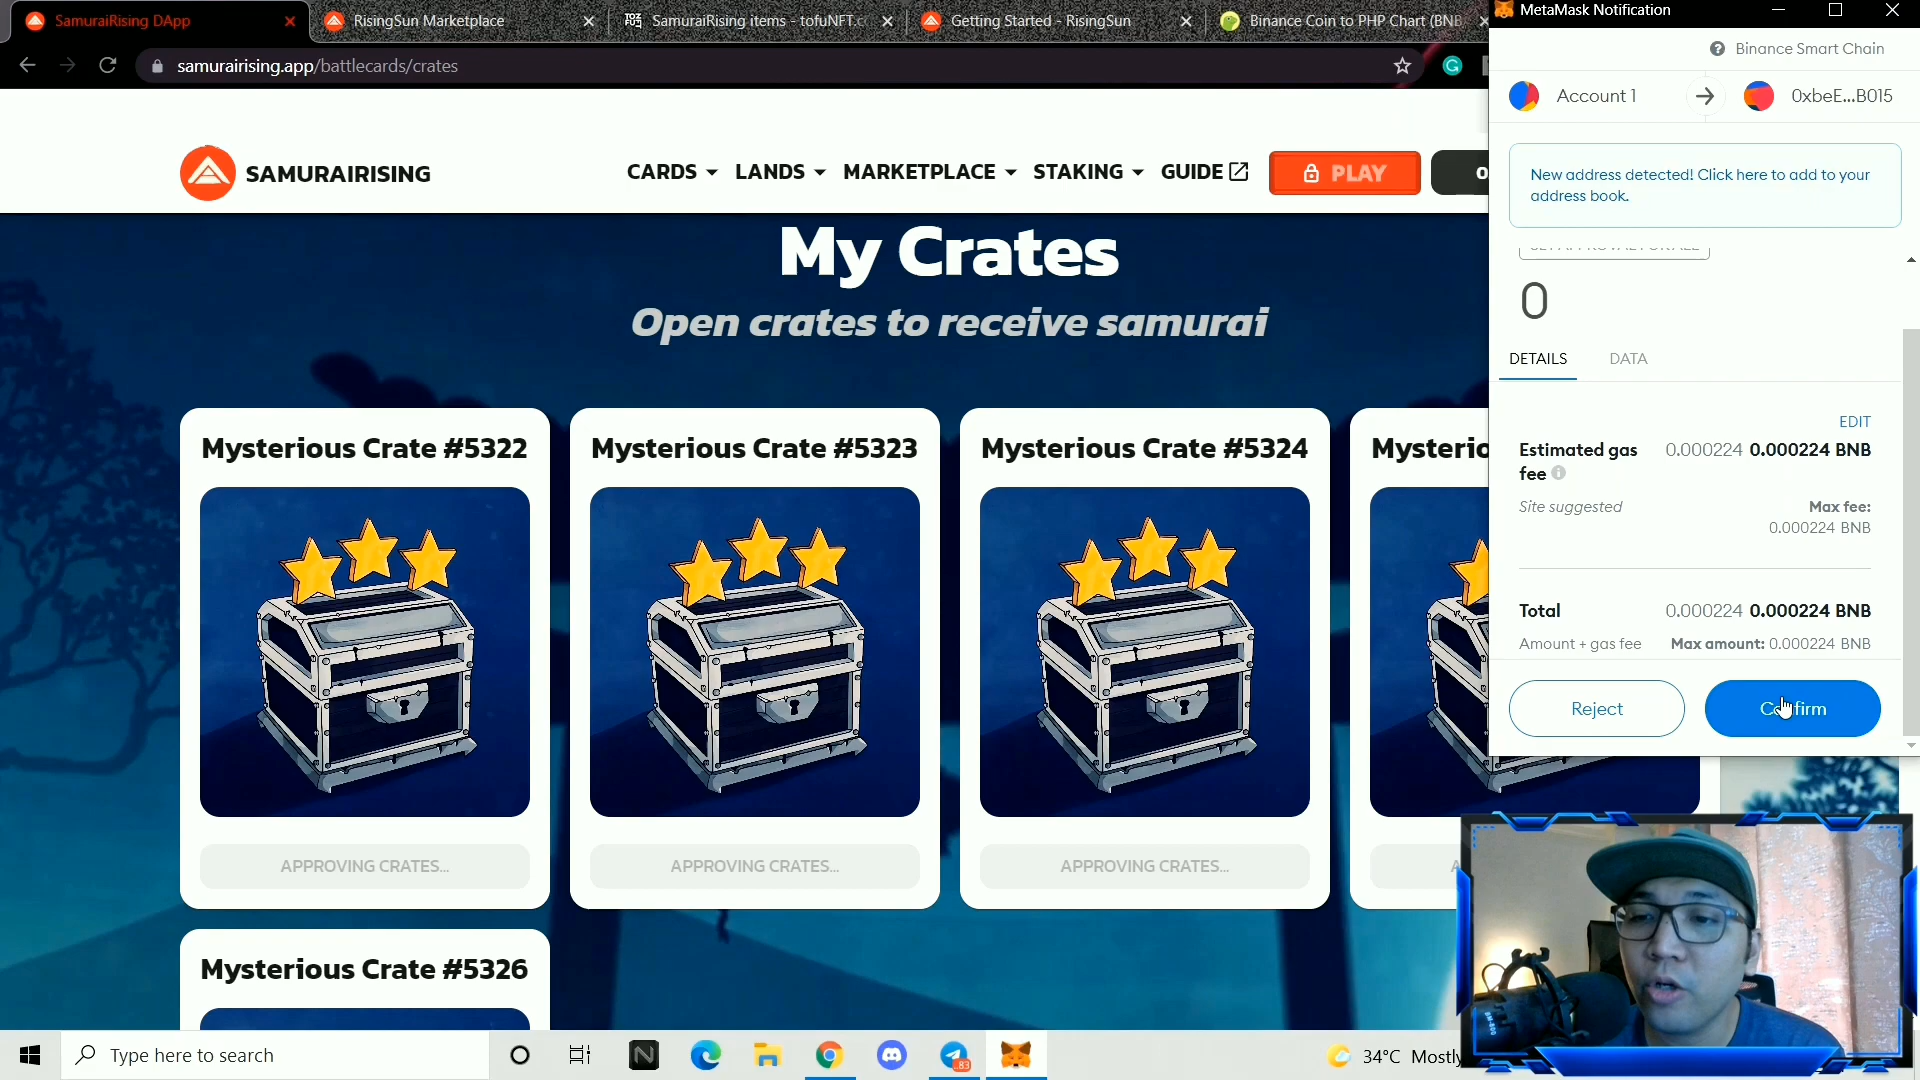 SamuraiRising DApp
RisingSun Marketplace
SamuraiRising items - tofuNFT.c
Getting Started - RisingSun
Binance Coin to PHP Chart (BNB
MetaMask Notification
samurairising.app/battlecards/crates
Binance Smart Chain
Account 1
0xbeE...B015
SAMURAIRISING
CARDS
LANDS
MARKETPLACE
STAKING
GUIDE
PLAY
0
New address detected! Click here to add to your
address book.
My Crates
Open crates to receive samurai
0
DETAILS
DATA
EDIT
Estimated gas
fee
0.000224 0.000224 BNB
Site suggested
Max fee:
0.000224 BNB
Total
0.000224 0.000224 BNB
Amount + gas fee
Max amount: 0.000224 BNB
Reject
Confirm
Mysterious Crate #5322
Mysterious Crate #5323
Mysterious Crate #5324
Mysterio
APPROVING CRATES...
APPROVING CRATES...
APPROVING CRATES...
A
Mysterious Crate #5326
Type here to search
83
34°C Mostly